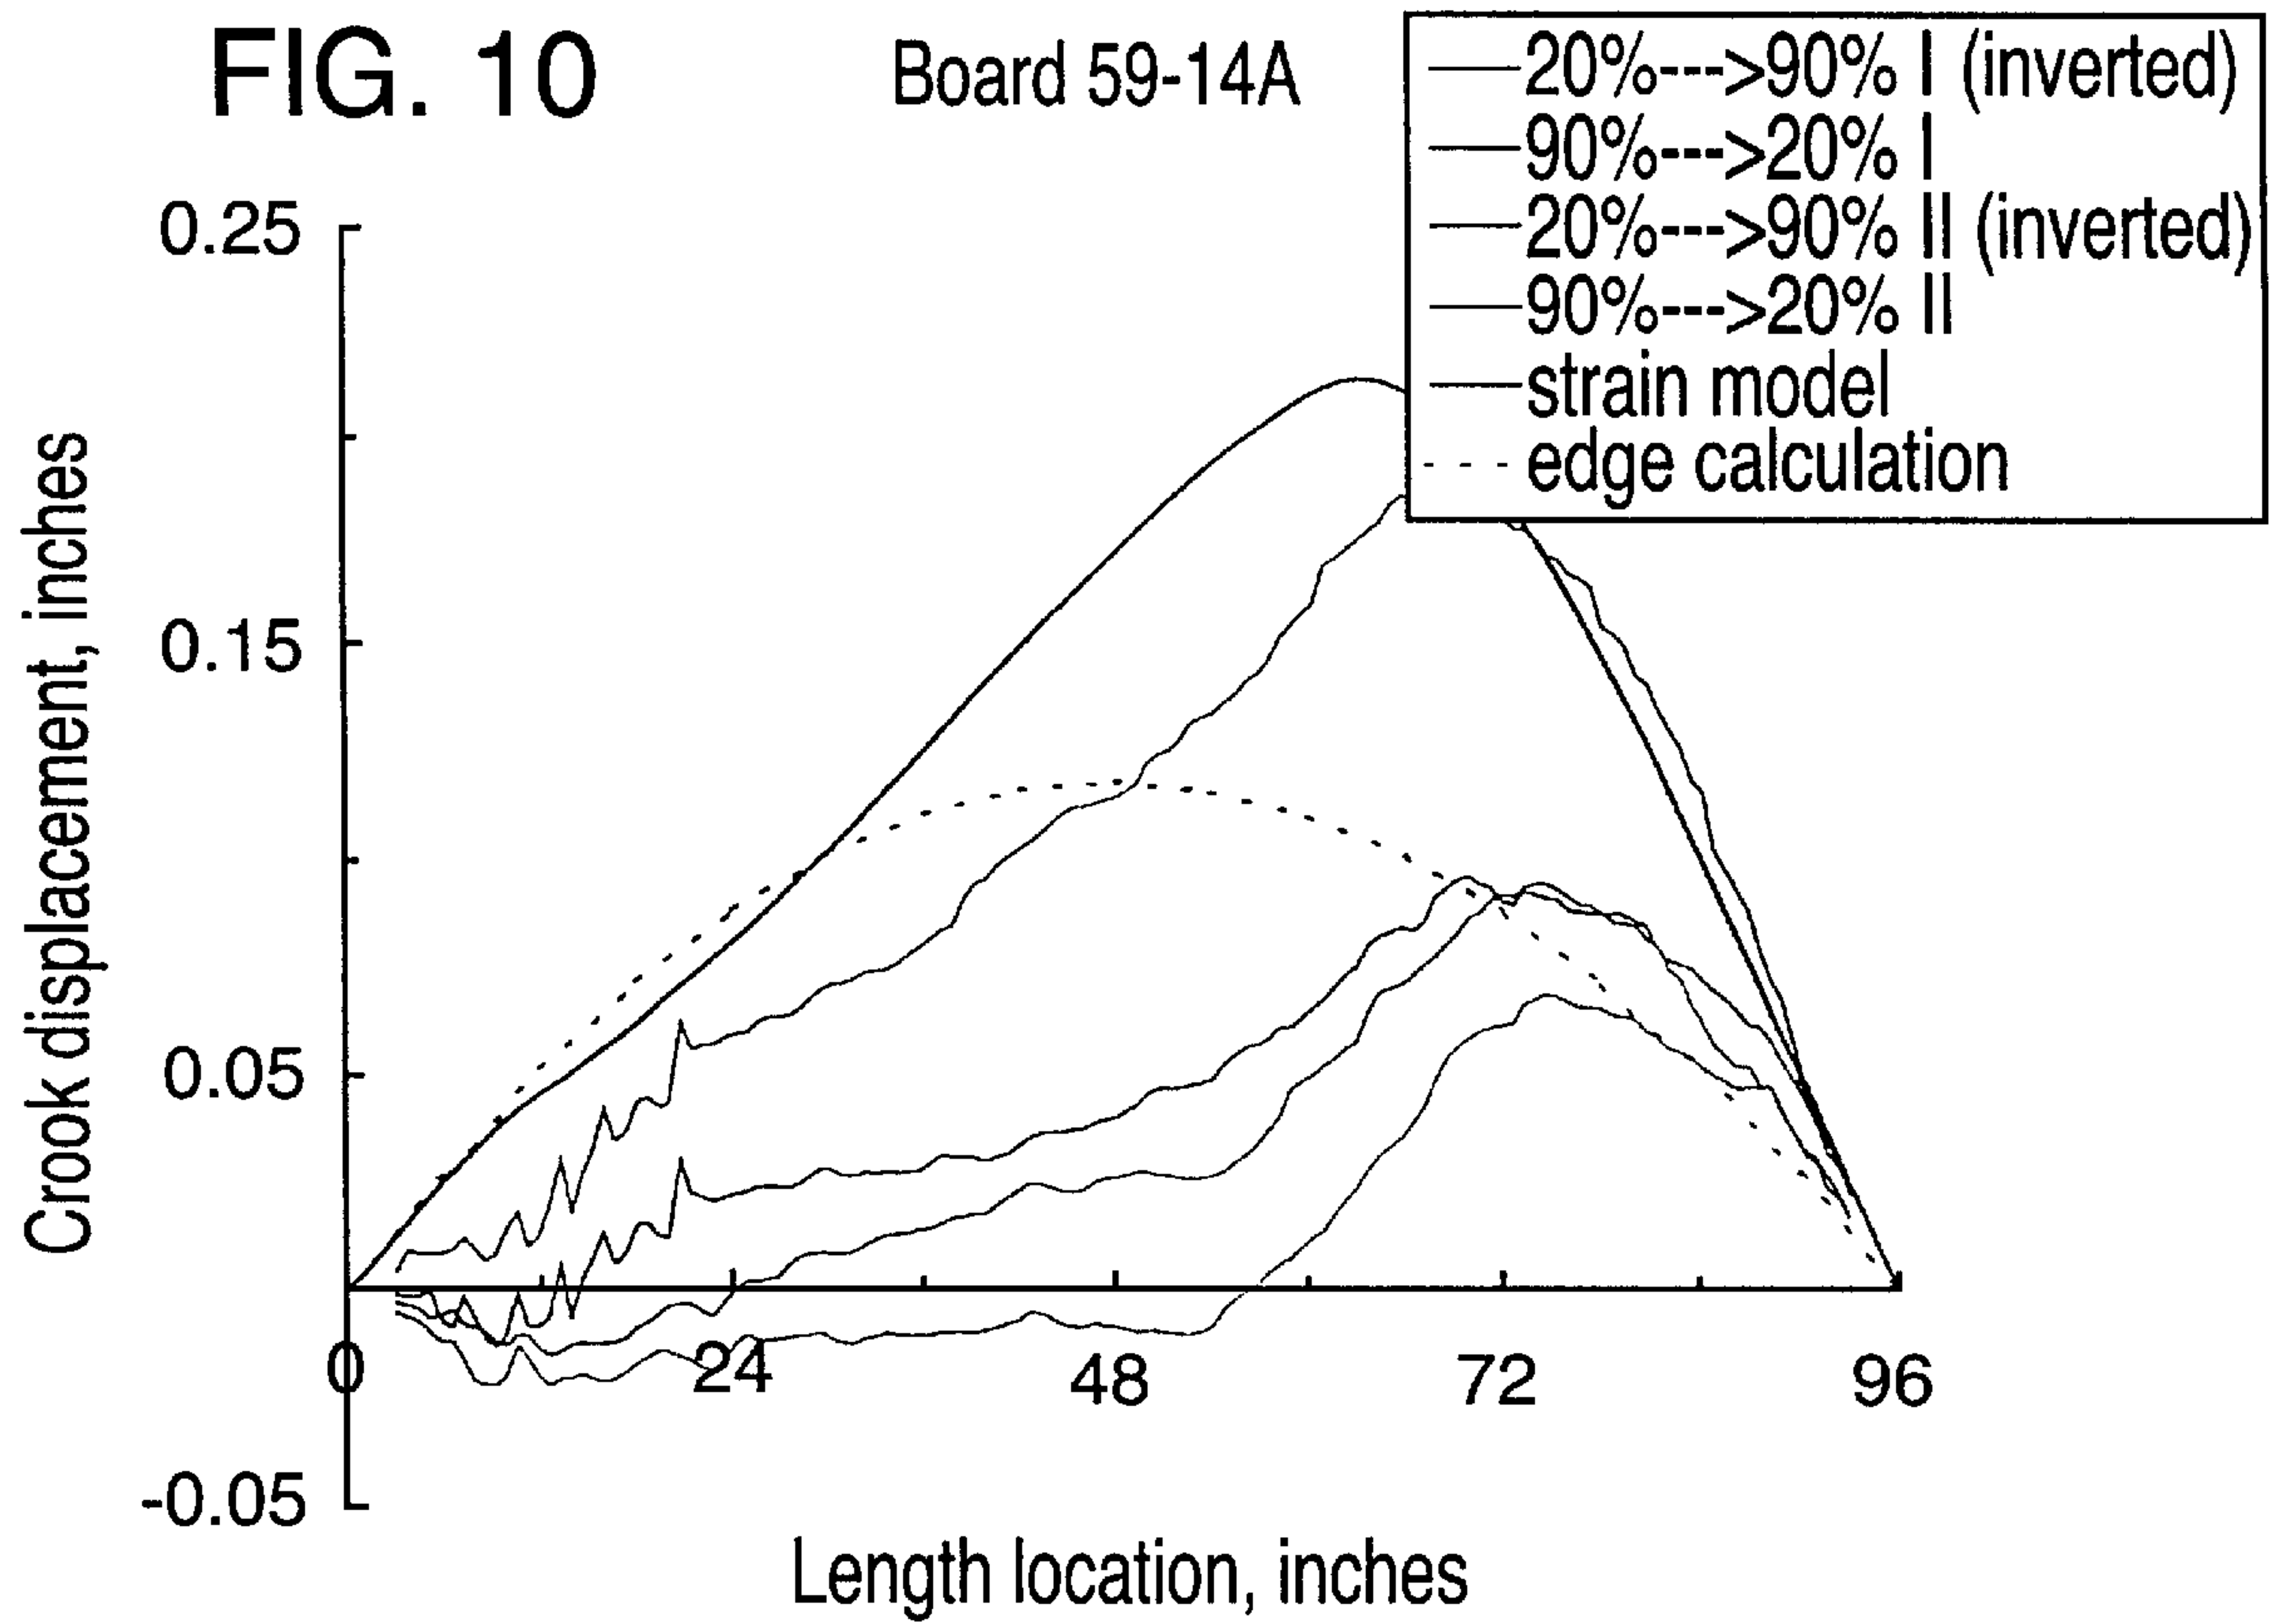 FIG. 10
Board 59-14A
20%--->90% I (inverted)
90%--->20% I
20%--->90% II (inverted)
90%--->20% II
strain model
edge calculation
Crook displacement, inches
0.25
0.15
0.05
-0.05
0
24
48
72
96
Length location, inches